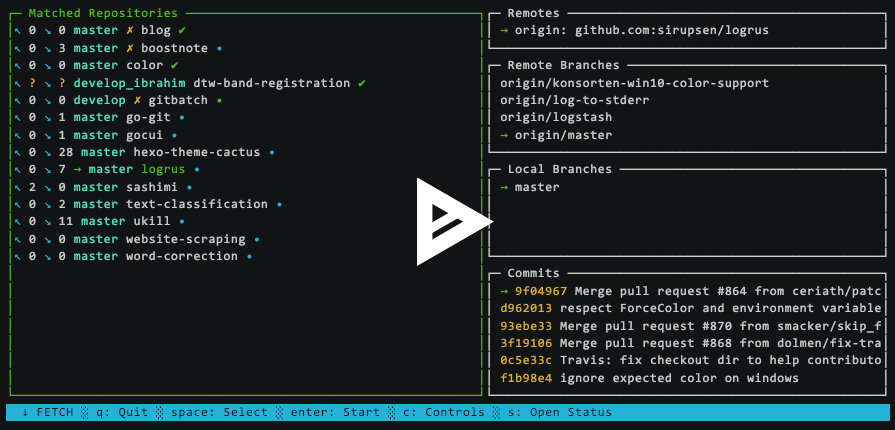 Matched Repositories
↖ 0 ↘ 0 master ✗ blog ✔
↖ 0 ↘ 3 master ✗ boostnote •
↖ 0 ↘ 0 master color ✔
↖ ? ↘ ? develop_ibrahim dtw-band-registration ✔
↖ 0 ↘ 0 develop ✗ gitbatch •
↖ 0 ↘ 1 master go-git •
↖ 0 ↘ 1 master gocui •
↖ 0 ↘ 28 master hexo-theme-cactus •
↖ 0 ↘ 7 → master logrus •
↖ 2 ↘ 0 master sashimi •
↖ 0 ↘ 2 master text-classification •
↖ 0 ↘ 11 master ukill •
↖ 0 ↘ 0 master website-scraping •
↖ 0 ↘ 0 master word-correction •
Remotes
→ origin: github.com:sirupsen/logrus
Remote Branches
origin/konsorten-win10-color-support
origin/log-to-stderr
origin/logstash
→ origin/master
Local Branches
→ master
Commits
→ 9f04967 Merge pull request #864 from ceriath/patc
d962013 respect ForceColor and environment variable
93ebe33 Merge pull request #870 from smacker/skip_f
3f19106 Merge pull request #868 from dolmen/fix-tra
0c5e33c Travis: fix checkout dir to help contributo
f1b98e4 ignore expected color on windows
↓ FETCH ░ q: Quit ░ space: Select ░ enter: Start ░ c: Controls ░ s: Open Status